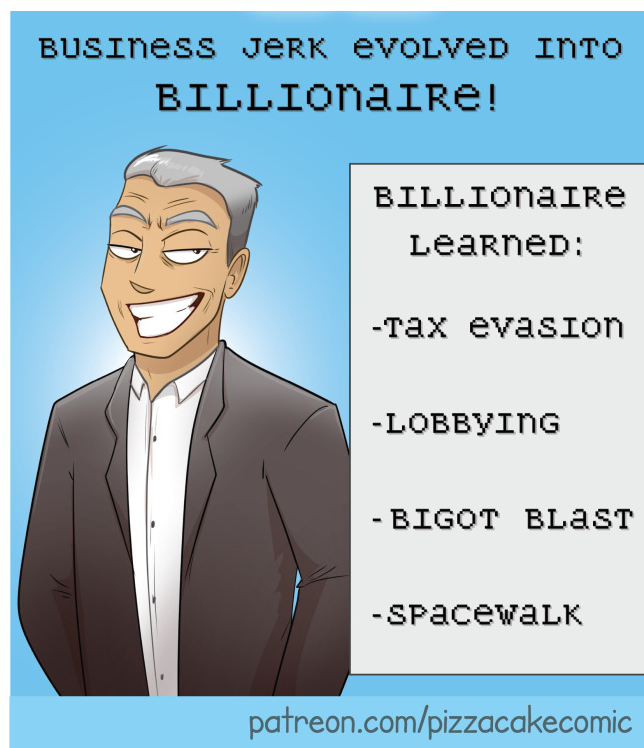 Business Jerk evolved into
Billionaire!
Billionaire
Learned:
-Tax evasion
-Lobbying
-Bigot Blast
-Spacewalk
patreon.com/pizzacakecomic